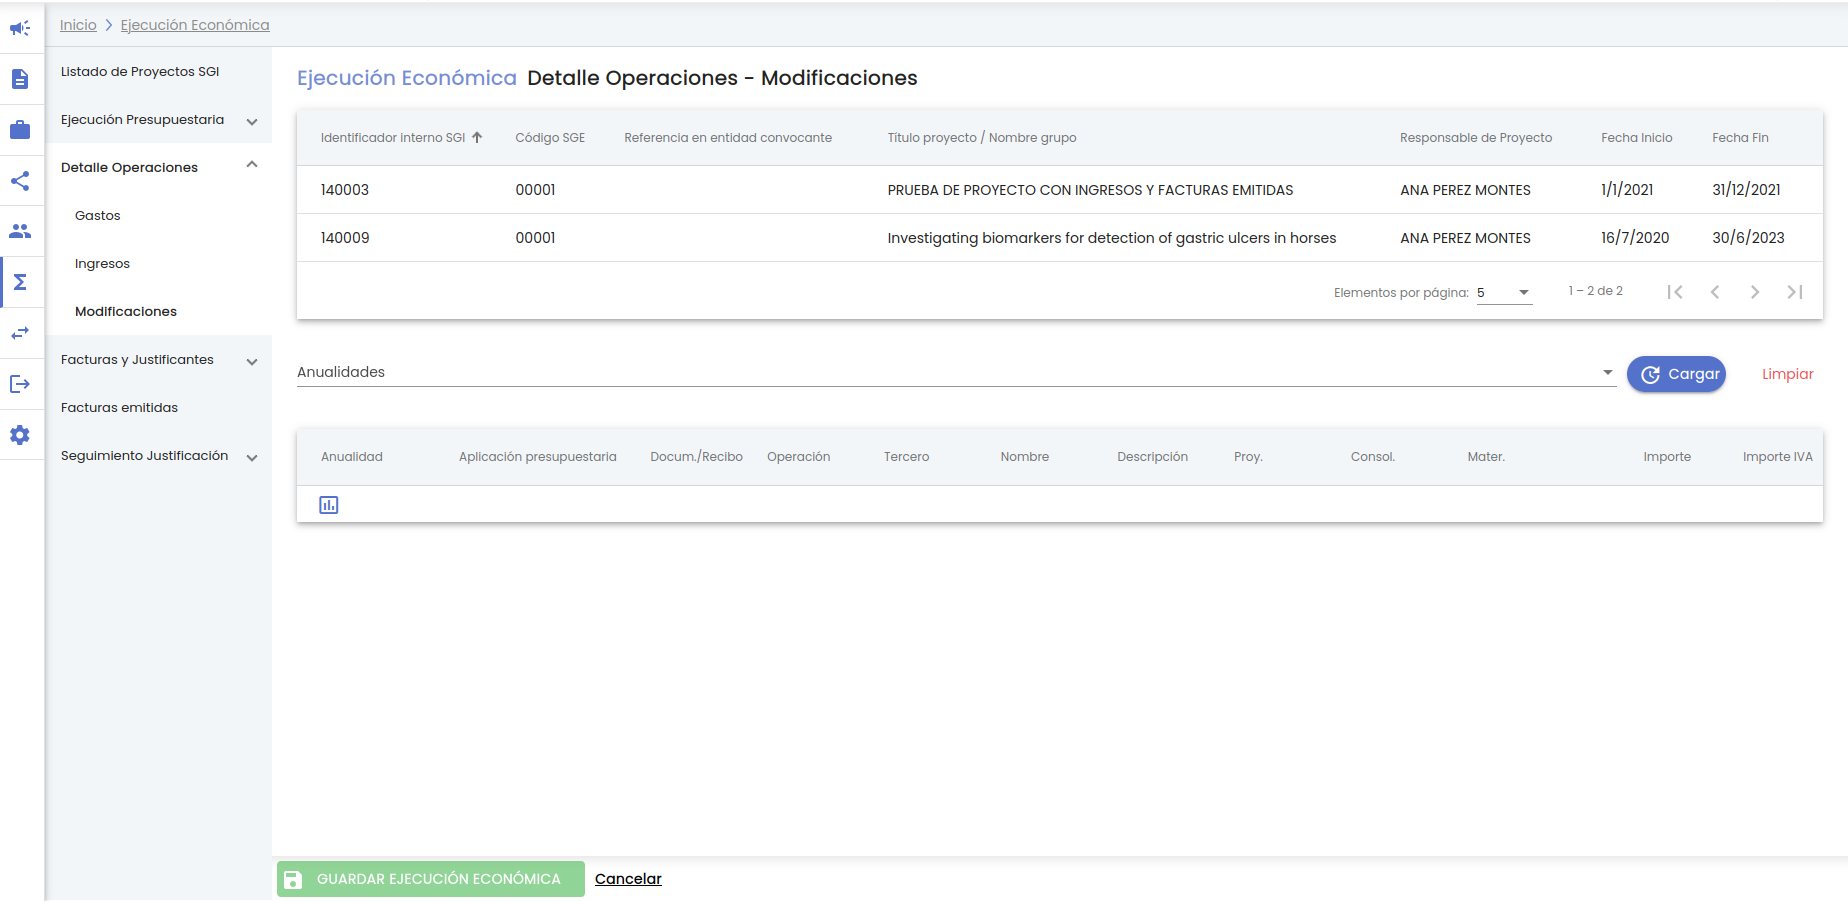 Inicio > Ejecución Económica
Listado de Proyectos SGI
Ejecución Presupuestaria
Detalle Operaciones
Gastos
Ingresos
Modificaciones
Facturas y Justificantes
Facturas emitidas
Seguimiento Justificación
Ejecución Económica Detalle Operaciones - Modificaciones
Identificador interno SGI Código SGE Referencia en entidad convocante Título proyecto / Nombre grupo Responsable de Proyecto Fecha Inicio Fecha Fin
140003 00001 PRUEBA DE PROYECTO CON INGRESOS Y FACTURAS EMITIDAS ANA PEREZ MONTES 1/1/2021 31/12/2021
140009 00001 Investigating biomarkers for detection of gastric ulcers in horses ANA PEREZ MONTES 16/7/2020 30/6/2023
Elementos por página: 5 1 – 2 de 2
Anualidades Cargar Limpiar
Anualidad Aplicación presupuestaria Docum./Recibo Operación Tercero Nombre Descripción Proy. Consol. Mater. Importe Importe IVA
GUARDAR EJECUCIÓN ECONÓMICA Cancelar